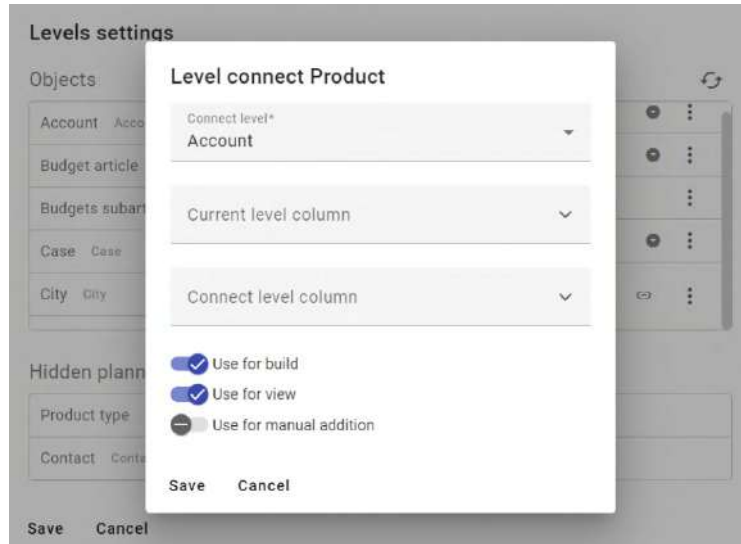 Levels settings
Objects
Account Acco
Budget article
Budgets subart
Case Case
City City
Hidden plann
Product type
Contact Conta
Save Cancel
Level connect Product
Connect level*
Account
Current level column
Connect level column
Use for build
Use for view
Use for manual addition
Save Cancel